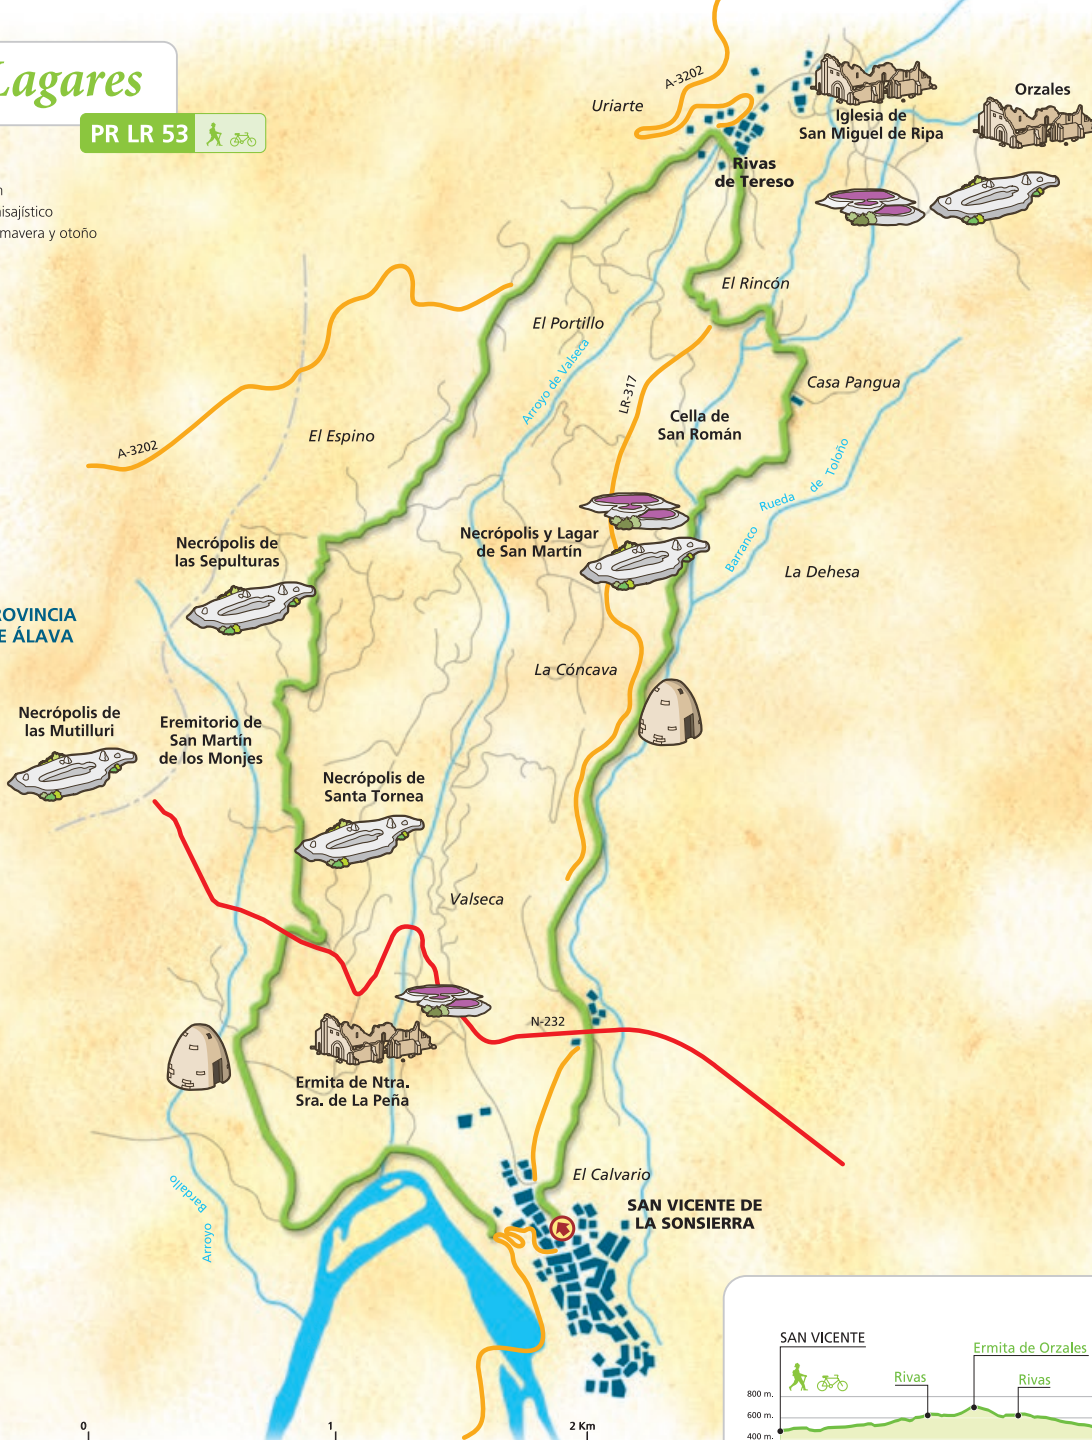 Lagares
PR LR 53
Uriarte
A-3202
Iglesia de
San Miguel de Ripa
Orzales
Rivas
de Tereso
El Rincón
isajístico
mavera y otoño
El Portillo
Arroyo de Valseca
LR-317
Casa Pangua
Cella de
San Román
A-3202
El Espino
Rueda de Toloño
Barranco
Necrópolis y Lagar
de San Martín
Necrópolis de
las Sepulturas
La Dehesa
ROVINCIA
E ÁLAVA
La Cóncava
Necrópolis de
las Mutilluri
Eremitorio de
San Martín
de los Monjes
Necrópolis de
Santa Tornea
Valseca
N-232
Ermita de Ntra.
Sra. de La Peña
El Calvario
Arroyo Bardallo
SAN VICENTE DE
LA SONSIERRA
SAN VICENTE
Ermita de Orzales
Rivas
Rivas
800 m.
600 m.
400 m.
0 1 2 Km